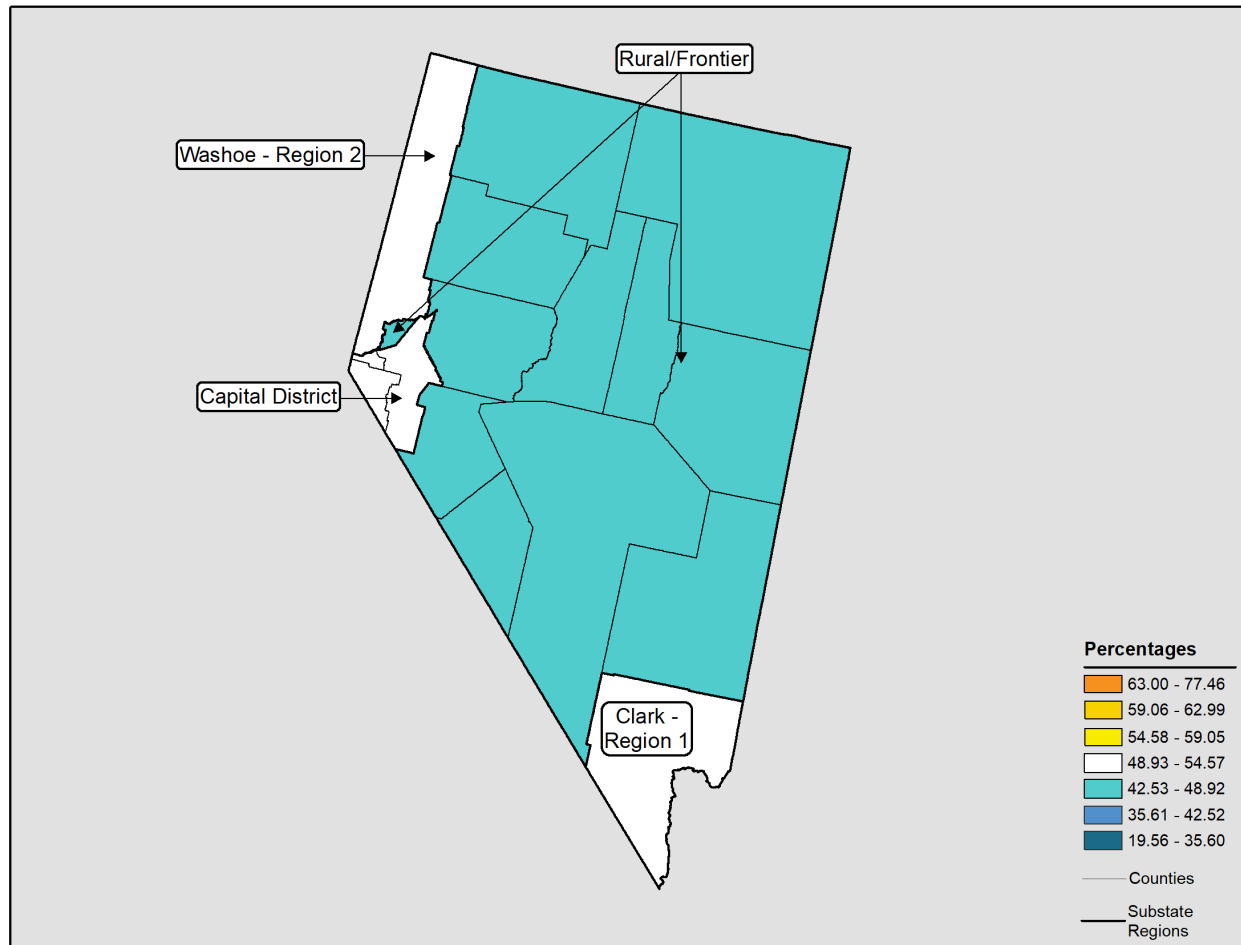 Rural/Frontier
Washoe - Region 2
Capital District
Clark -
Region 1
Percentages
63.00 - 77.46
59.06 - 62.99
54.58 - 59.05
48.93 - 54.57
42.53 - 48.92
35.61 - 42.52
19.56 - 35.60
Counties
Substate
Regions